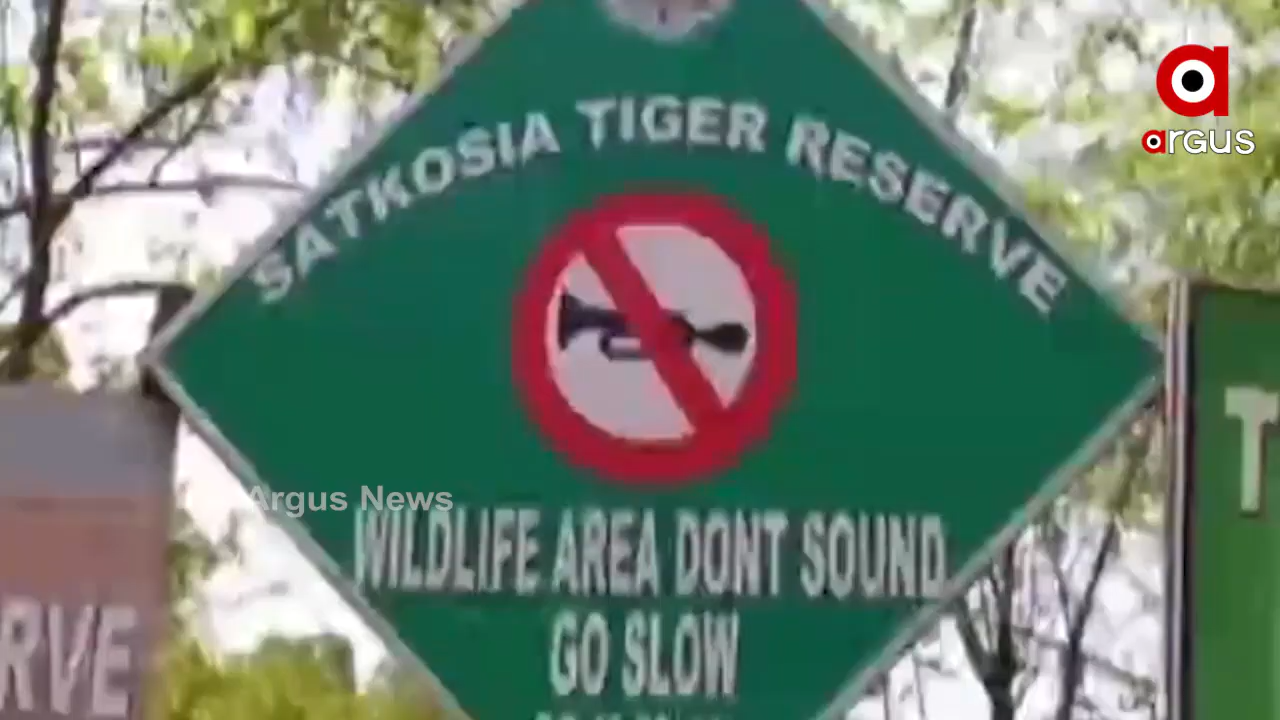 argus
SATKOSIA TIGER RESERVE
T
Argus News
WILDLIFE AREA DONT SOUND
GO SLOW
RVE